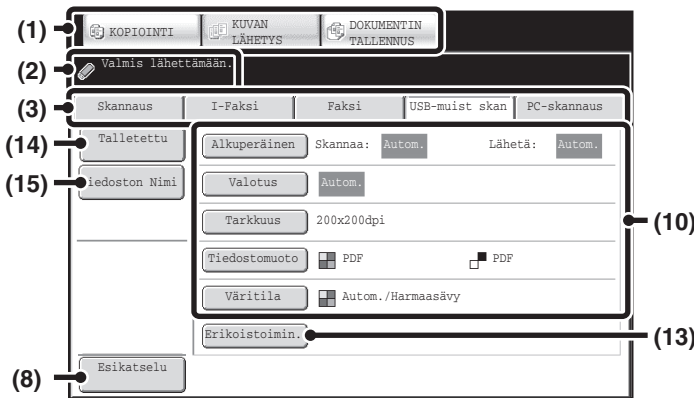 (1) KOPIOINTI KUVAN LÄHETYS DOKUMENTIN TALLENNUS
(2) Valmis lähettämään.
(3) Skannaus I-Faksi Faksi USB-muist skan PC-skannaus
(14) Talletettu Alkuperäinen Skannaa: Autom. Lähetä: Autom.
(15) iedoston Nimi Valotus Autom.
Tarkkuus 200x200dpi (10)
Tiedostomuoto PDF PDF
Väritila Autom./Harmaasävy
Erikoistoimin. (13)
(8) Esikatselu